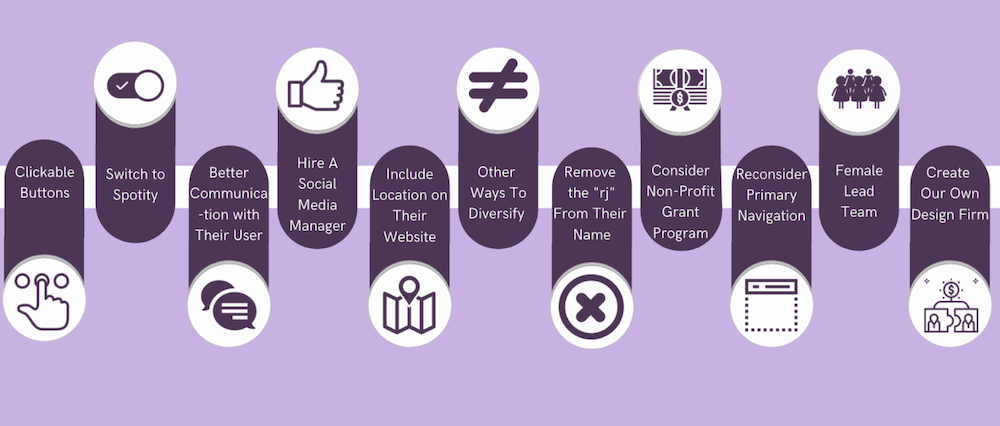 Clickable
Buttons
Switch to
Spotity
Better
Communica
-tion with
Their User
Hire A
Social
Media
Manager
Include
Location on
Their
Website
Other
Ways To
Diversify
Remove
the "rj"
From Their
Name
Consider
Non-Profit
Grant
Program
Reconsider
Primary
Navigation
Female
Lead
Team
Create
Our Own
Design Firm